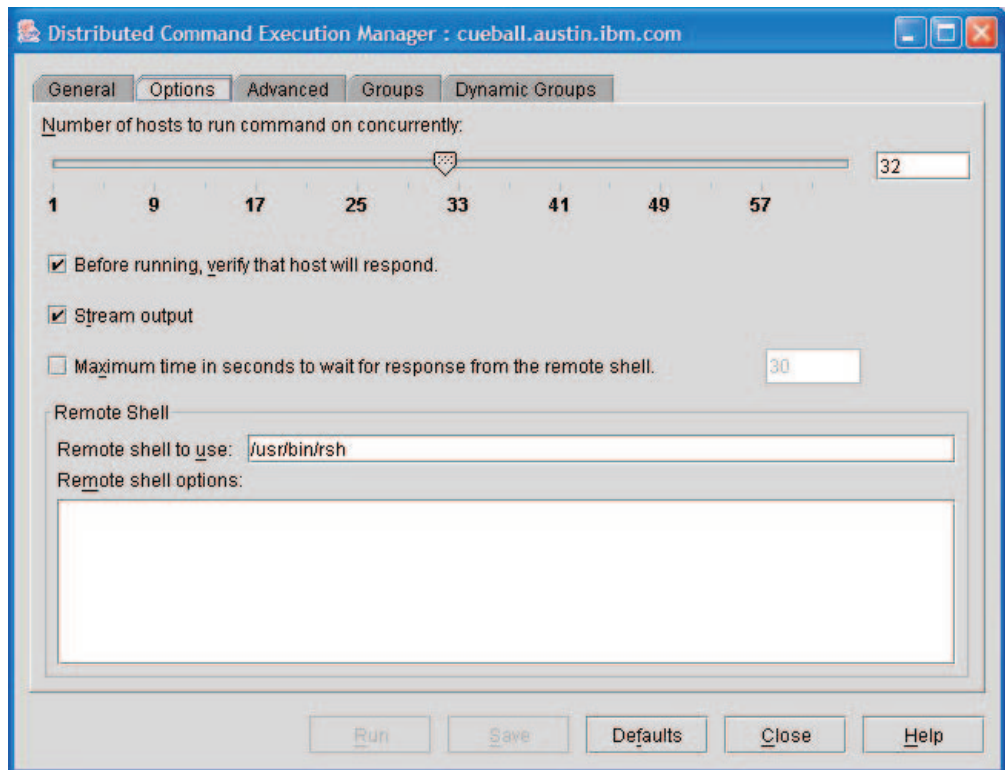 Distributed Command Execution Manager : cueball.austin.ibm.com
General Options Advanced Groups Dynamic Groups
Number of hosts to run command on concurrently:
32
1 9 17 25 33 41 49 57
Before running, verify that host will respond.
Stream output
Maximum time in seconds to wait for response from the remote shell. 30
Remote Shell
Remote shell to use: /usr/bin/rsh
Remote shell options:
Run Save Defaults Close Help